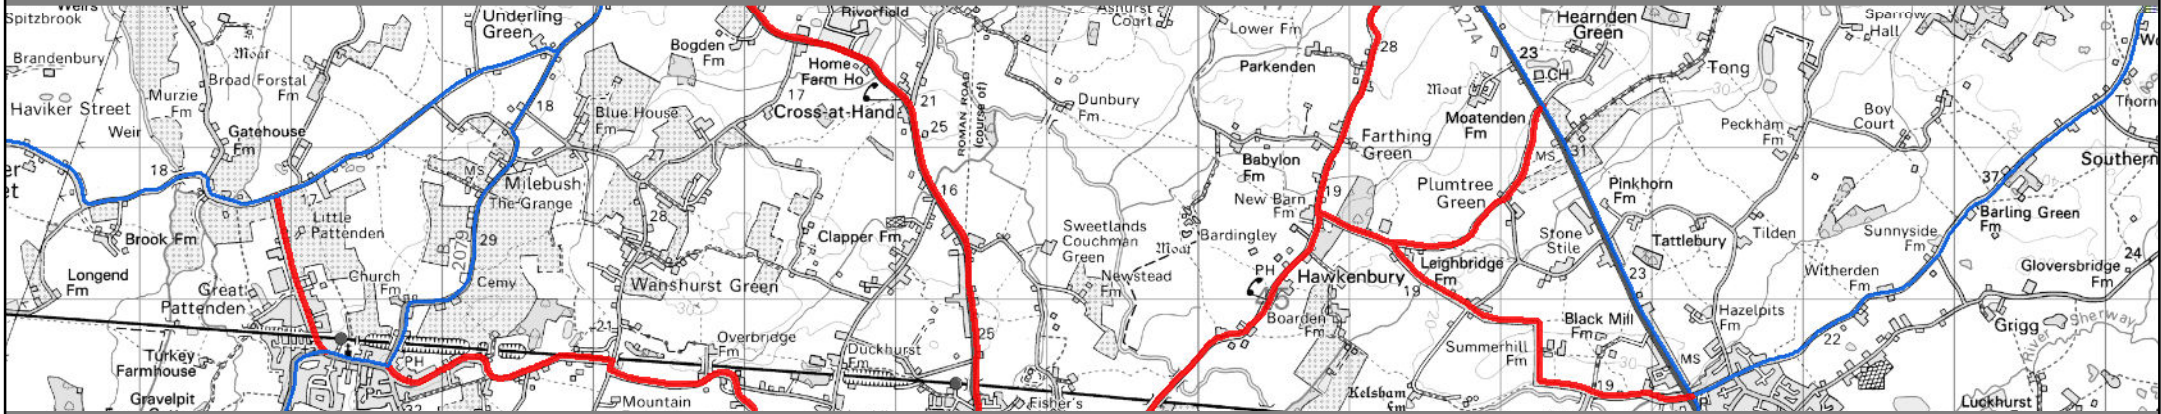 Spitzbrook
Underling
Green
Moat
Brandenbury
Broad Forstal
Fm
Haviker Street
Murzie
Fm
Weir
Gatehouse
Fm
18
18
MS
Milebush
The Grange
17
Little
Pattenden
Brook Fm
Longend
Fm
Great
Pattenden
Church
Fm
B 2079
29
Cemy
Turkey
Farmhouse
Gravelpit
PH
Bogden
Fm
Home
Farm Ho
17
Cross-at-Hand
Blue House
Fm
27
28
Wanshurst Green
21
Overbridge
Fm
Mountain
Duckhurst
Fm
Clapper Fm
21
25
16
25
ROMAN ROAD
(course of)
Ashurst
Court
Dunbury
Fm
Sweetlands
Couchman
Green
Newstead
Fm
Moat
Fisher's
Lower Fm
Parkenden
28
Babylon
Fm
Farthing
Green
19
New Barn
Fm
Bardingley
PH
Hawkenbury
Boarden
Fm
Kelsham
Fm
A 274
23
Hearnden
Green
CH
Moat
Moatenden
Fm
MS
31
Plumtree
Green
Leighbridge
Fm
19
Stone
Stile
Pinkhorn
Fm
Tattlebury
23
Summerhill
Fm
Black Mill
Fm
19
MS
Hazelpits
Fm
Tong
Peckham
Fm
Tilden
Sparrow
Hall
Boy
Court
Sunnyside
Fm
Witherden
Fm
22
37
Barling Green
Fm
Southern
Thorn
Gloversbridge
Fm
24
Grigg
River Sherway
Luckhurst